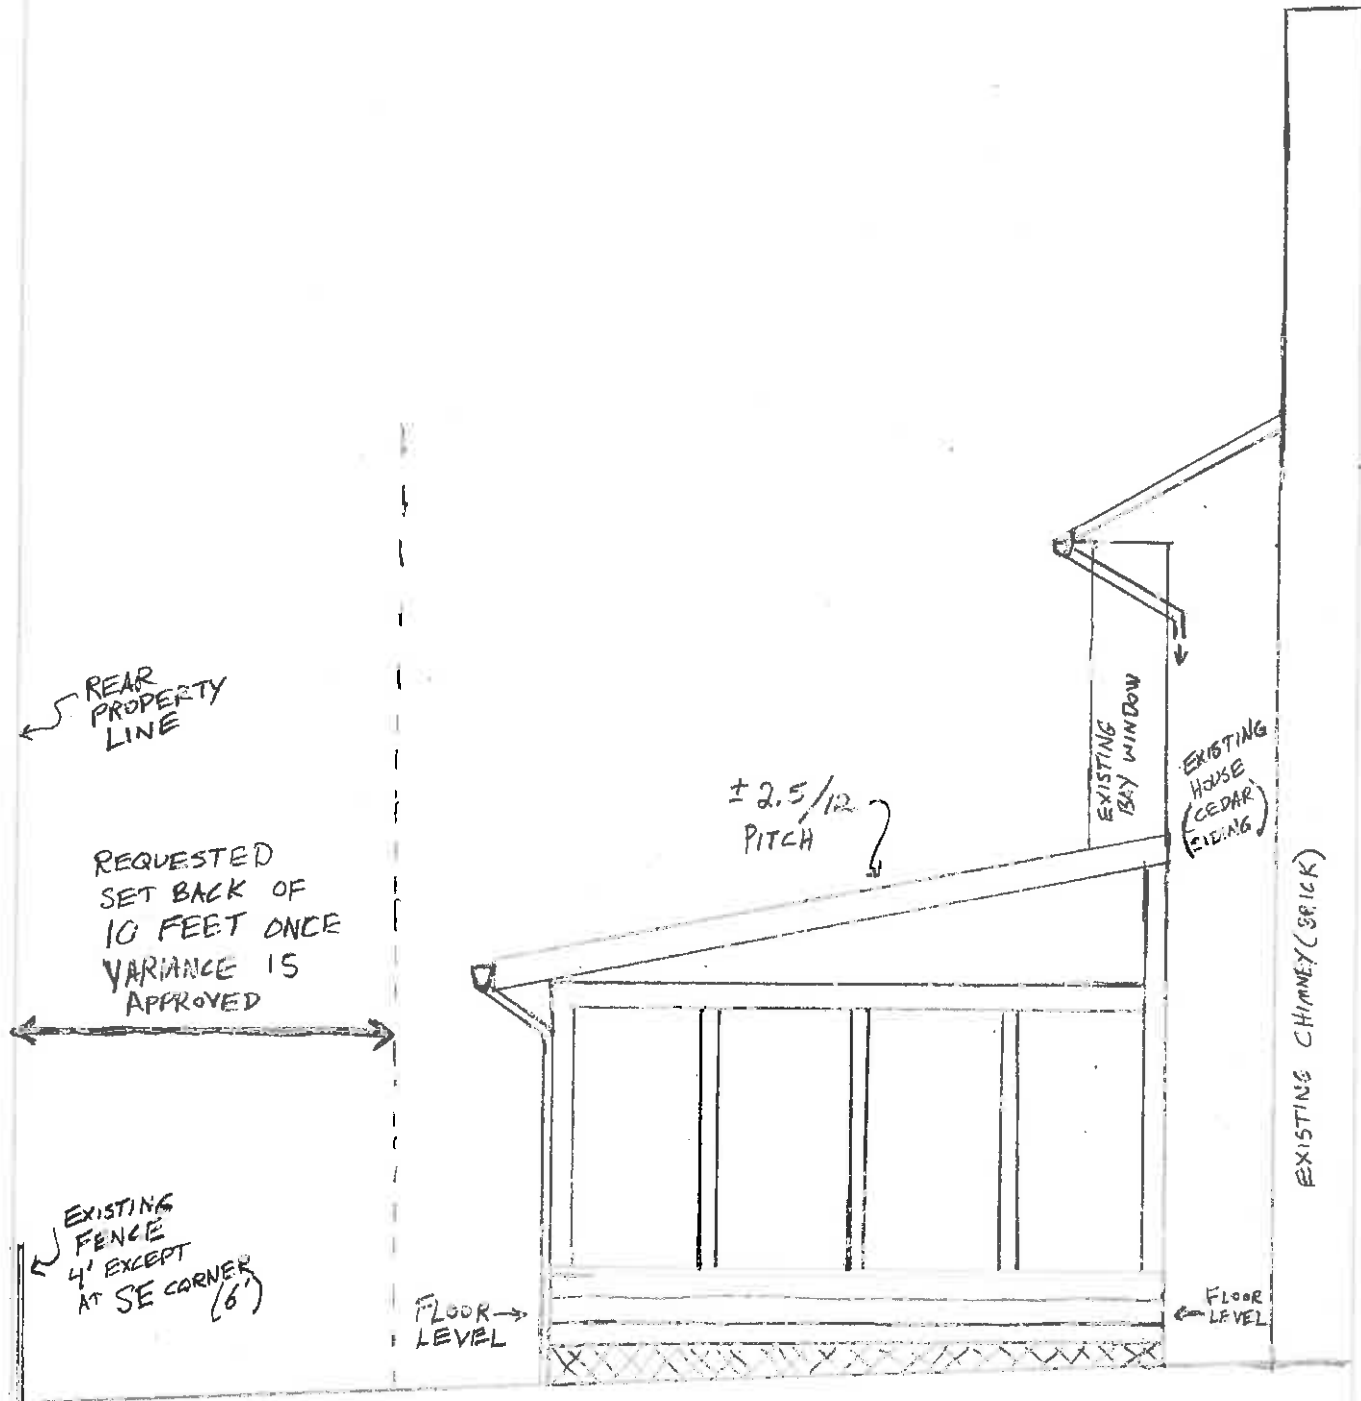 REAR
PROPERTY
LINE
REQUESTED
SET BACK OF
10 FEET ONCE
VARIANCE IS
APPROVED
EXISTING
FENCE
4' EXCEPT
AT SE CORNER
(6')
FLOOR
LEVEL
± 2.5/12
PITCH
EXISTING
BAY WINDOW
EXISTING
HOUSE
(CEDAR
SIDING)
FLOOR
LEVEL
EXISTING CHIMNEY (BRICK)